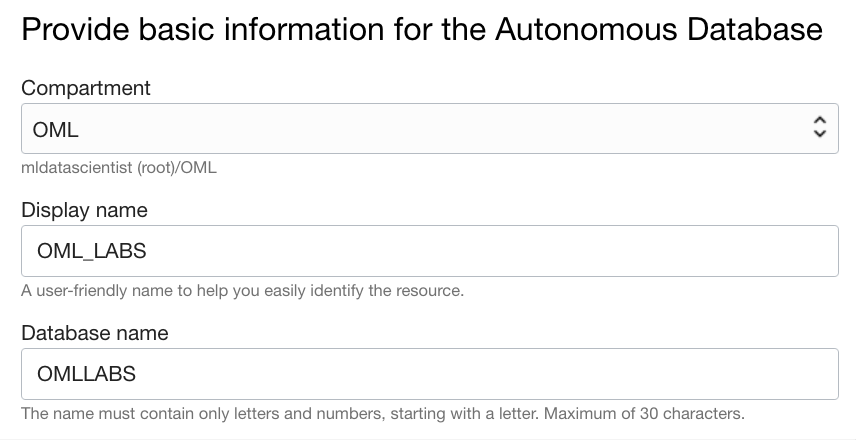 Provide basic information for the Autonomous Database
Compartment
OML
mldatascientist (root)/OML
Display name
OML_LABS
A user-friendly name to help you easily identify the resource.
Database name
OMLLABS
The name must contain only letters and numbers, starting with a letter. Maximum of 30 characters.